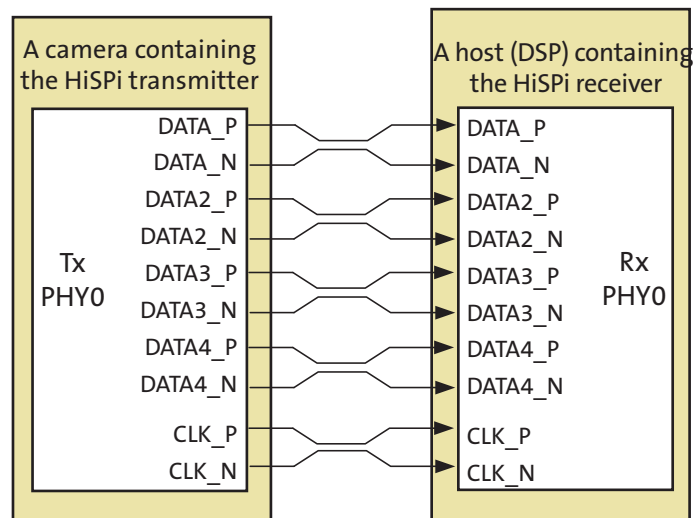 A camera containing
the HiSPi transmitter
Tx
PHY0
DATA_P
DATA_N
DATA2_P
DATA2_N
DATA3_P
DATA3_N
DATA4_P
DATA4_N
CLK_P
CLK_N
A host (DSP) containing
the HiSPi receiver
DATA_P
DATA_N
DATA2_P
DATA2_N
DATA3_P
DATA3_N
DATA4_P
DATA4_N
CLK_P
CLK_N
Rx
PHY0